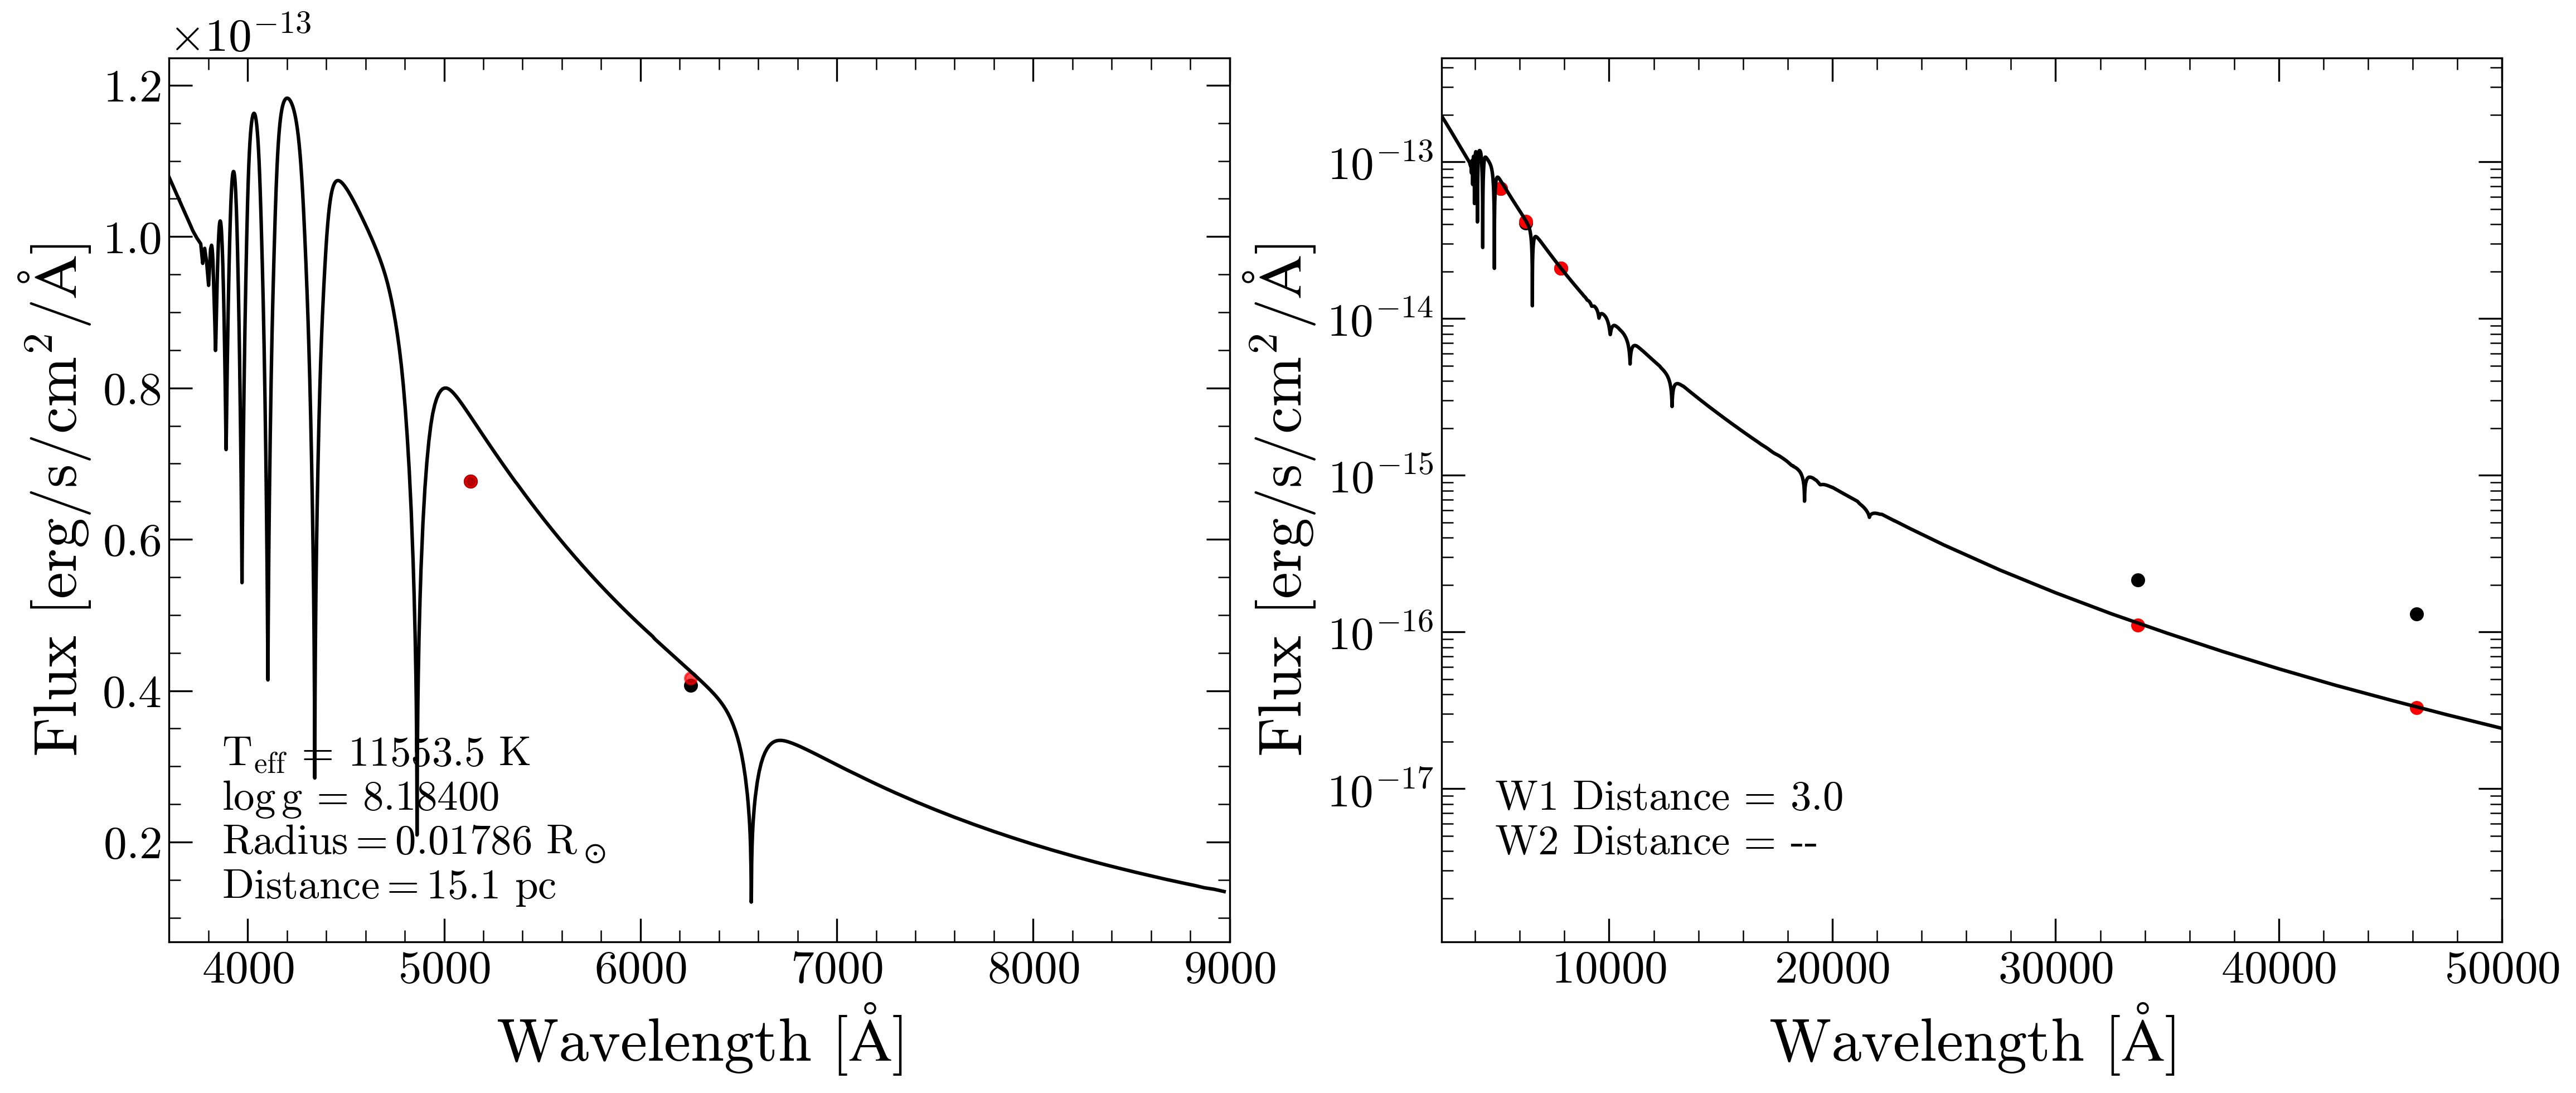 ×10⁻¹³
1.2
1.0
0.8
0.6
0.4
0.2
Flux [erg/s/cm²/Å]
T_eff = 11553.5 K
log g = 8.18400
Radius = 0.01786 R_⊙
Distance = 15.1 pc
4000 5000 6000 7000 8000 9000
Wavelength [Å]
10⁻¹³
10⁻¹⁴
10⁻¹⁵
10⁻¹⁶
10⁻¹⁷
Flux [erg/s/cm²/Å]
W1 Distance = 3.0
W2 Distance = --
10000 20000 30000 40000 50000
Wavelength [Å]